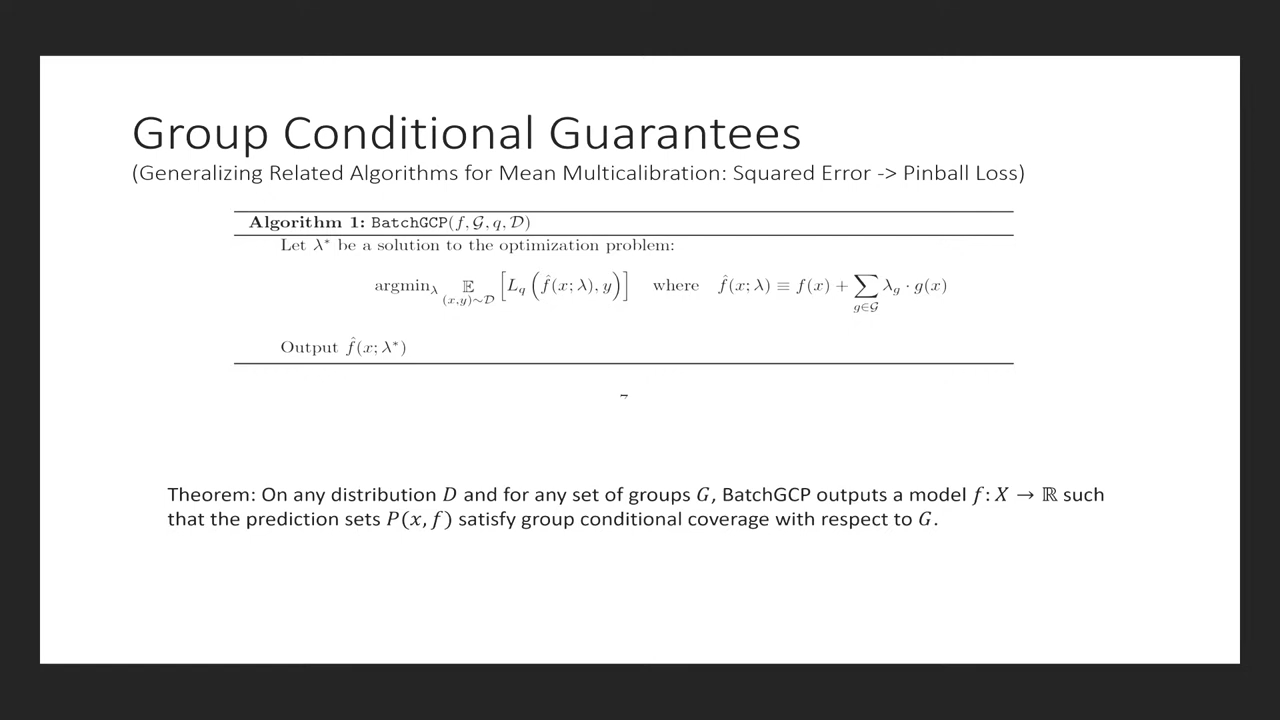 Group Conditional Guarantees
(Generalizing Related Algorithms for Mean Multicalibration: Squared Error -> Pinball Loss)
Algorithm 1: BatchGCP(f, 𝒢, q, 𝒟)
Let λ* be a solution to the optimization problem:
argmin_λ 𝔼_{(x,y)∼𝒟} [L_q (f̂(x; λ), y)] where f̂(x; λ) ≡ f(x) + ∑_{g∈𝒢} λ_g · g(x)
Output f̂(x; λ*)
Theorem: On any distribution D and for any set of groups G, BatchGCP outputs a model f: X → ℝ such
that the prediction sets P(x, f) satisfy group conditional coverage with respect to G.